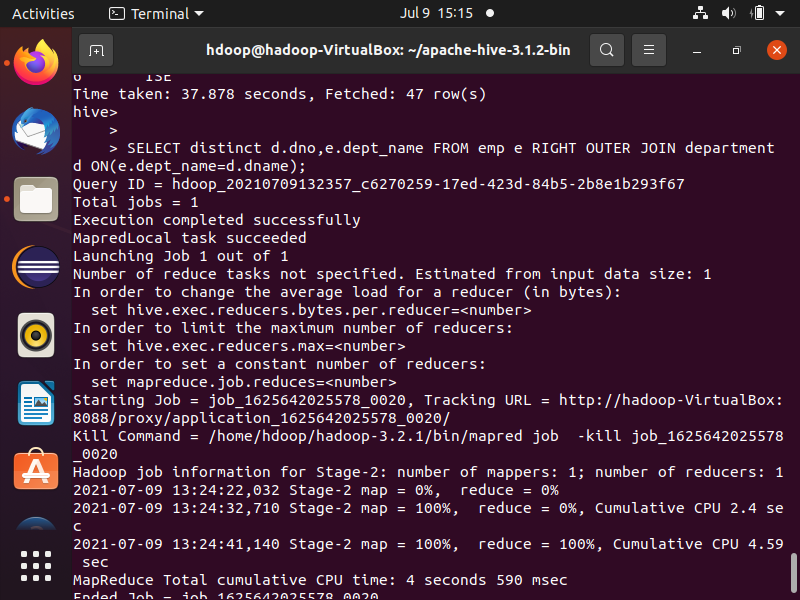 Activities
Terminal
Jul 9 15:15
hdoop@hadoop-VirtualBox: ~/apache-hive-3.1.2-bin
6       ISE
Time taken: 37.878 seconds, Fetched: 47 row(s)
hive>
    >
    > SELECT distinct d.dno,e.dept_name FROM emp e RIGHT OUTER JOIN department
d ON(e.dept_name=d.dname);
Query ID = hdoop_20210709132357_c6270259-17ed-423d-84b5-2b8e1b293f67
Total jobs = 1
Execution completed successfully
MapredLocal task succeeded
Launching Job 1 out of 1
Number of reduce tasks not specified. Estimated from input data size: 1
In order to change the average load for a reducer (in bytes):
  set hive.exec.reducers.bytes.per.reducer=<number>
In order to limit the maximum number of reducers:
  set hive.exec.reducers.max=<number>
In order to set a constant number of reducers:
  set mapreduce.job.reduces=<number>
Starting Job = job_1625642025578_0020, Tracking URL = http://hadoop-VirtualBox:
8088/proxy/application_1625642025578_0020/
Kill Command = /home/hdoop/hadoop-3.2.1/bin/mapred job  -kill job_1625642025578
_0020
Hadoop job information for Stage-2: number of mappers: 1; number of reducers: 1
2021-07-09 13:24:22,032 Stage-2 map = 0%,  reduce = 0%
2021-07-09 13:24:32,710 Stage-2 map = 100%,  reduce = 0%, Cumulative CPU 2.4 se
c
2021-07-09 13:24:41,140 Stage-2 map = 100%,  reduce = 100%, Cumulative CPU 4.59
 sec
MapReduce Total cumulative CPU time: 4 seconds 590 msec
Ended Job = job_1625642025578_0020